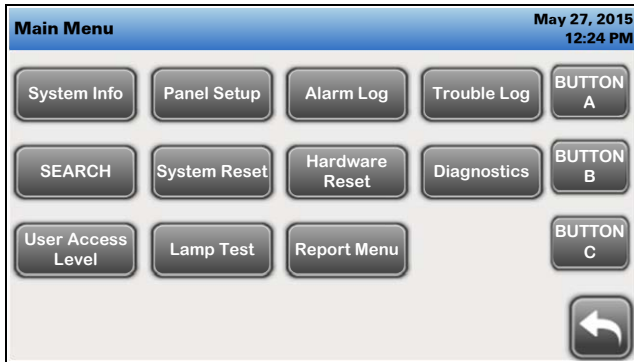 Main Menu
May 27, 2015
12:24 PM
System Info
Panel Setup
Alarm Log
Trouble Log
BUTTON
A
SEARCH
System Reset
Hardware
Reset
Diagnostics
BUTTON
B
User Access
Level
Lamp Test
Report Menu
BUTTON
C